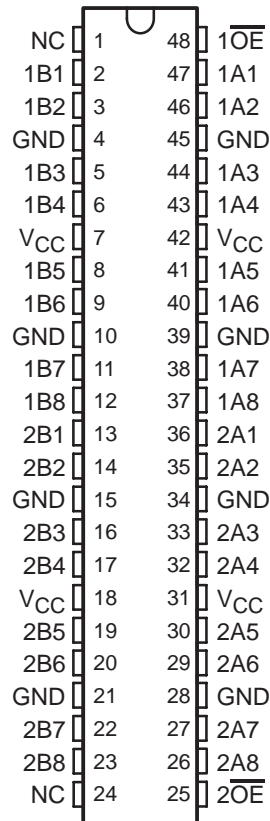 NC 1 48 1O̅E̅
1B1 2 47 1A1
1B2 3 46 1A2
GND 4 45 GND
1B3 5 44 1A3
1B4 6 43 1A4
VCC 7 42 VCC
1B5 8 41 1A5
1B6 9 40 1A6
GND 10 39 GND
1B7 11 38 1A7
1B8 12 37 1A8
2B1 13 36 2A1
2B2 14 35 2A2
GND 15 34 GND
2B3 16 33 2A3
2B4 17 32 2A4
VCC 18 31 VCC
2B5 19 30 2A5
2B6 20 29 2A6
GND 21 28 GND
2B7 22 27 2A7
2B8 23 26 2A8
NC 24 25 2O̅E̅